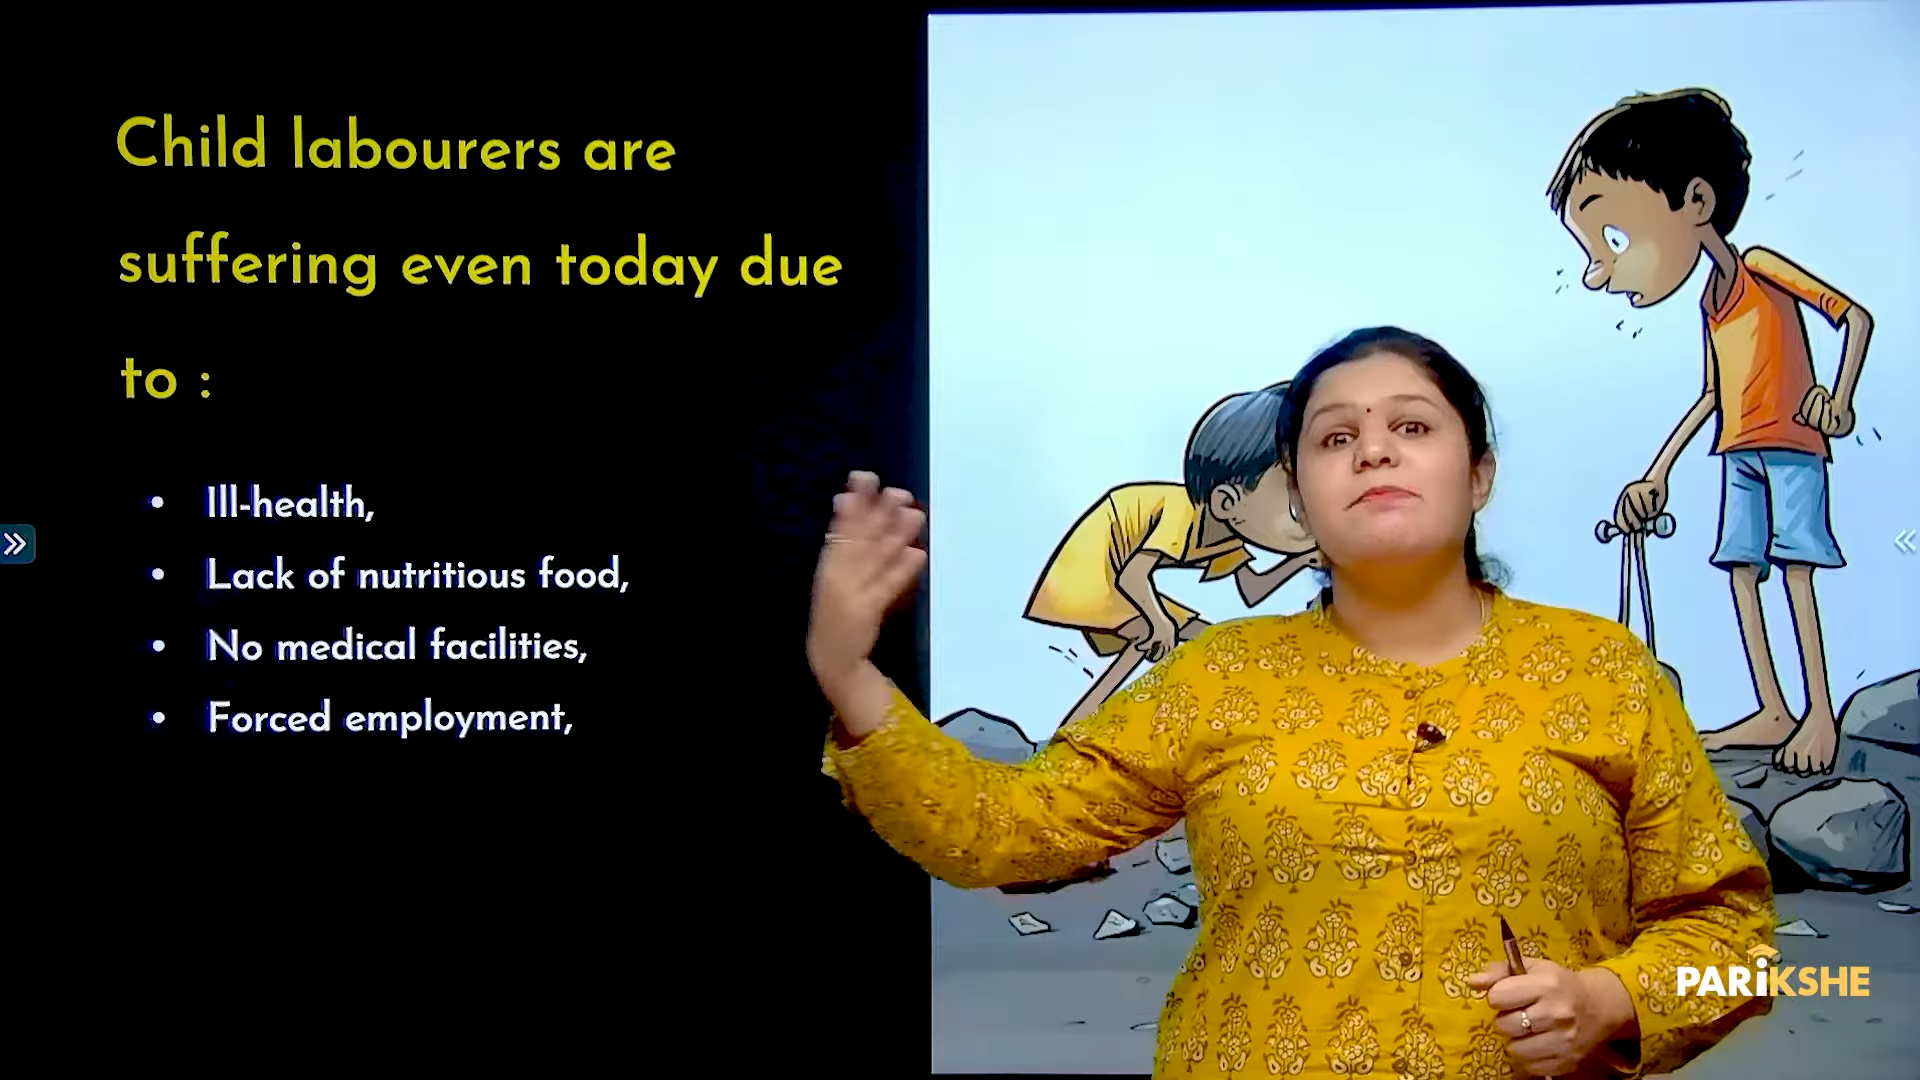 Child labourers are
suffering even today due
to :
• Ill-health,
• Lack of nutritious food,
• No medical facilities,
• Forced employment,
PARiKSHE